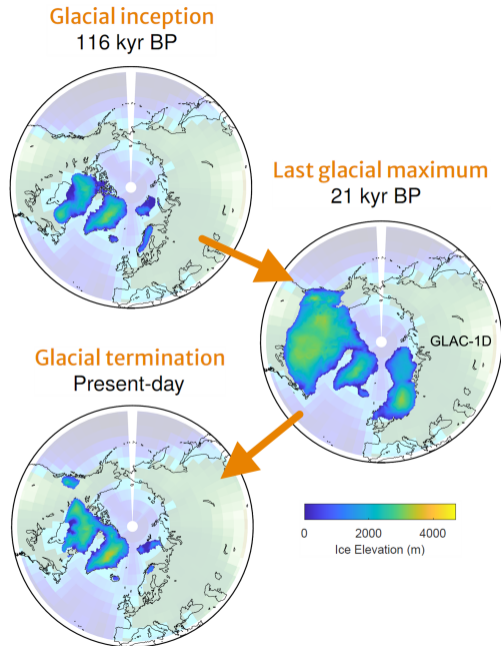 Glacial inception
116 kyr BP
Last glacial maximum
21 kyr BP
GLAC-1D
Glacial termination
Present-day
0 2000 4000
Ice Elevation (m)